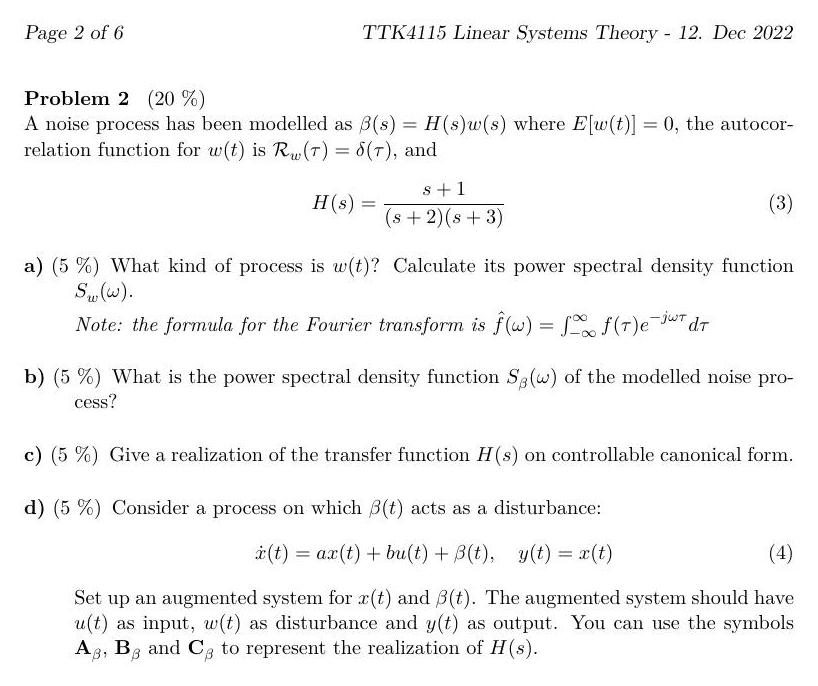 Page 2 of 6 TTK4115 Linear Systems Theory - 12. Dec 2022
Problem 2 (20 %)
A noise process has been modelled as β(s) = H(s)w(s) where E[w(t)] = 0, the autocor-
relation function for w(t) is ℛ_w(τ) = δ(τ), and
H(s) = \frac{s + 1}{(s + 2)(s + 3)} (3)
a) (5 %) What kind of process is w(t)? Calculate its power spectral density function
S_w(ω).
Note: the formula for the Fourier transform is \hat{f}(ω) = ∫_{-∞}^{∞} f(τ)e^{-jωτ}dτ
b) (5 %) What is the power spectral density function S_β(ω) of the modelled noise pro-
cess?
c) (5 %) Give a realization of the transfer function H(s) on controllable canonical form.
d) (5 %) Consider a process on which β(t) acts as a disturbance:
ẋ(t) = ax(t) + bu(t) + β(t), y(t) = x(t) (4)
Set up an augmented system for x(t) and β(t). The augmented system should have
u(t) as input, w(t) as disturbance and y(t) as output. You can use the symbols
A_β, B_β and C_β to represent the realization of H(s).